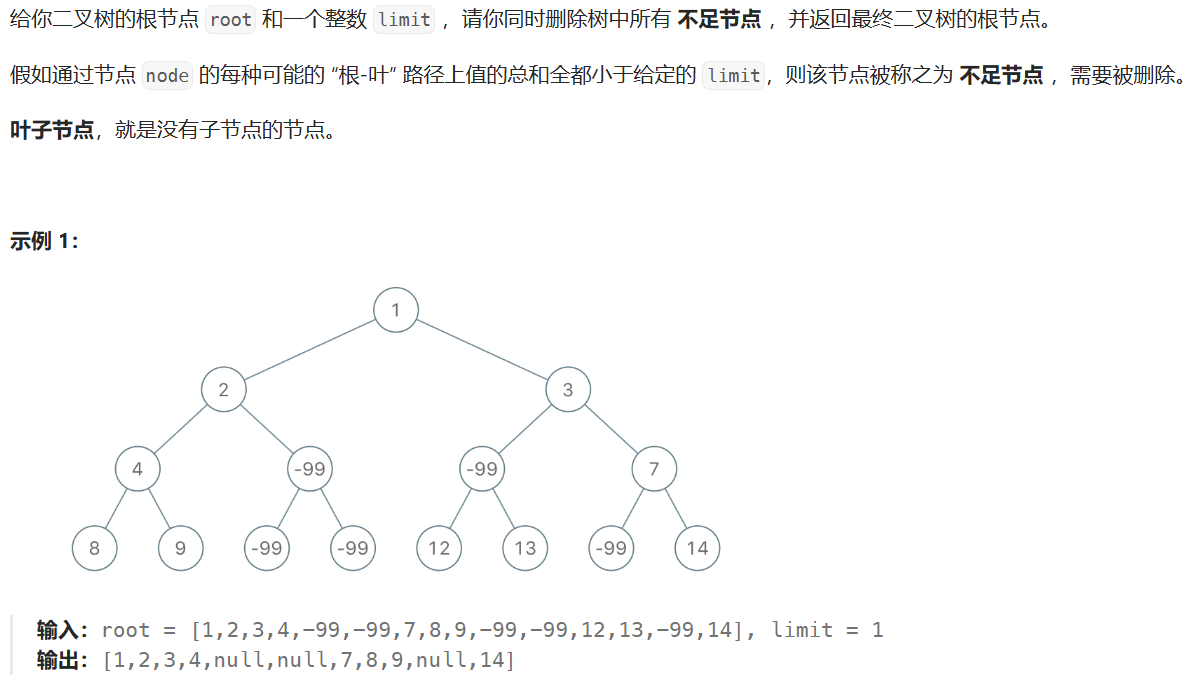 给你二叉树的根节点 root 和一个整数 limit ，请你同时删除树中所有 不足节点 ，并返回最终二叉树的根节点。
假如通过节点 node 的每种可能的 “根-叶” 路径上值的总和全都小于给定的 limit，则该节点被称之为 不足节点 ，需要被删除。
叶子节点，就是没有子节点的节点。
示例 1：
1
2 3
4 -99 -99 7
8 9 -99 -99 12 13 -99 14
输入：root = [1,2,3,4,-99,-99,7,8,9,-99,-99,12,13,-99,14], limit = 1
输出：[1,2,3,4,null,null,7,8,9,null,14]